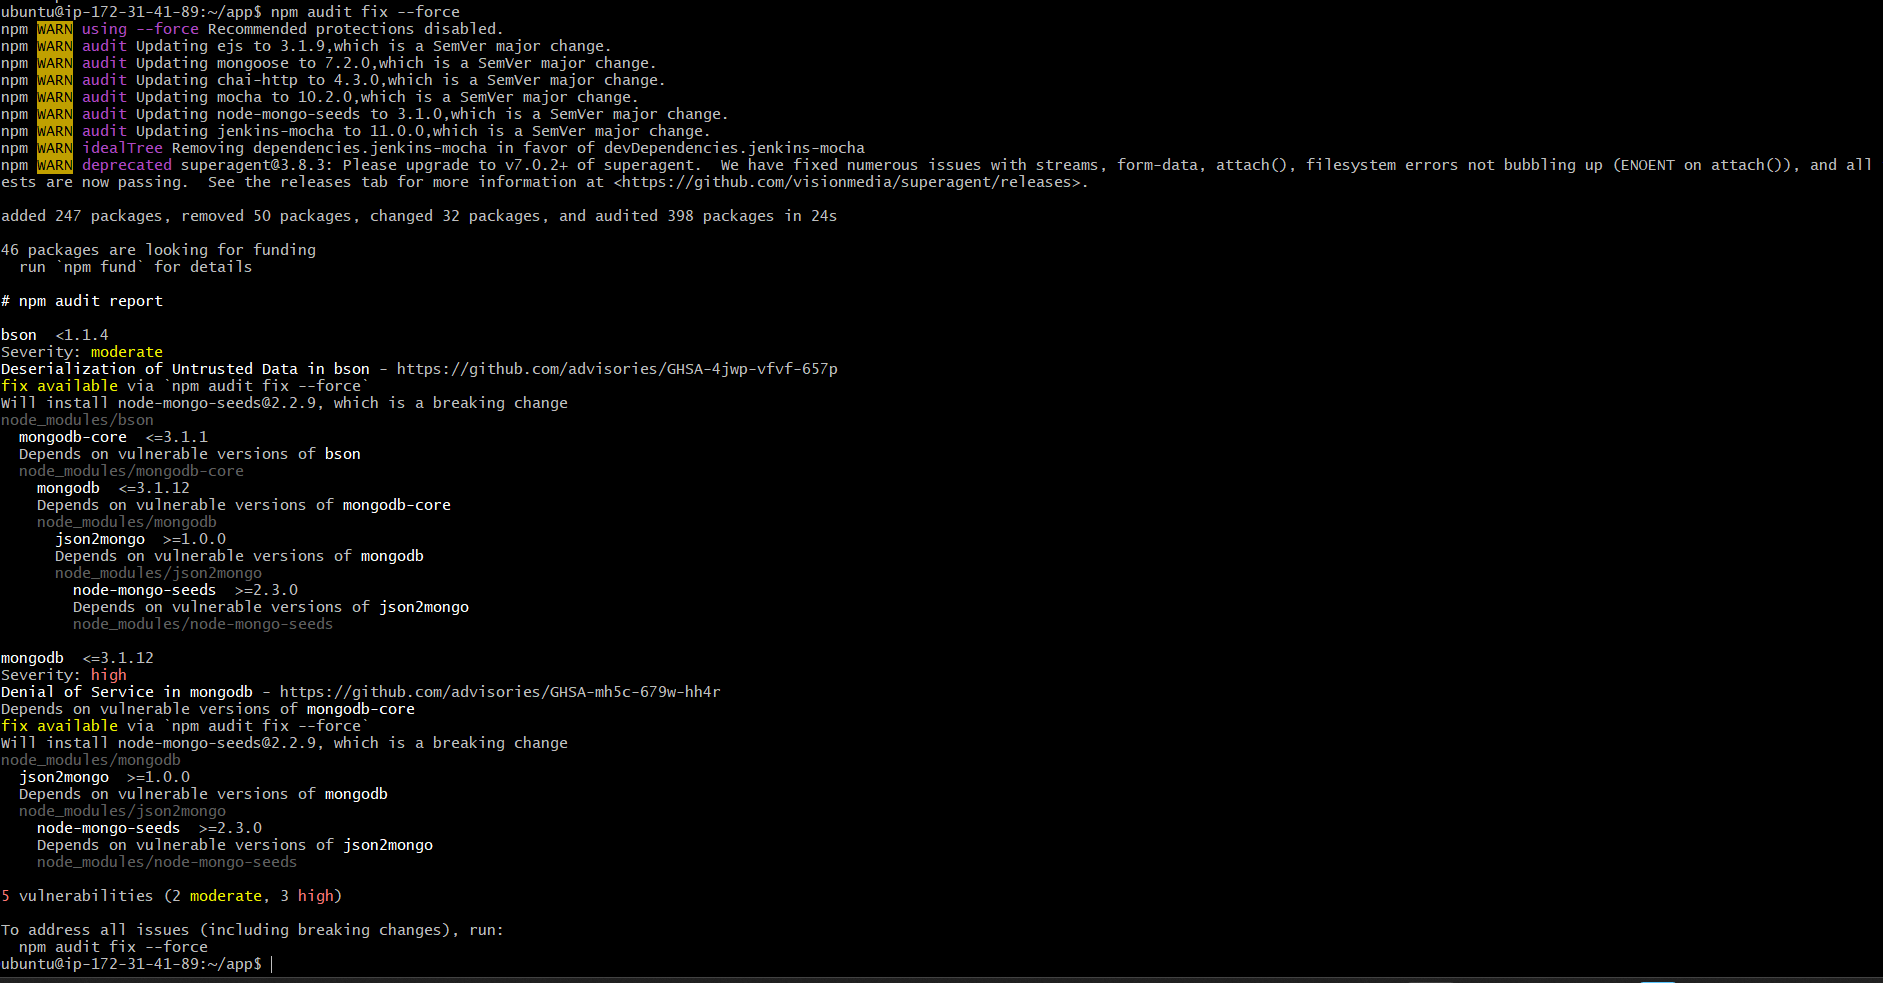 ubuntu@ip-172-31-41-89:~/app$ npm audit fix --force
npm WARN using --force Recommended protections disabled.
npm WARN audit Updating ejs to 3.1.9,which is a SemVer major change.
npm WARN audit Updating mongoose to 7.2.0,which is a SemVer major change.
npm WARN audit Updating chai-http to 4.3.0,which is a SemVer major change.
npm WARN audit Updating mocha to 10.2.0,which is a SemVer major change.
npm WARN audit Updating node-mongo-seeds to 3.1.0,which is a SemVer major change.
npm WARN audit Updating jenkins-mocha to 11.0.0,which is a SemVer major change.
npm WARN idealTree Removing dependencies.jenkins-mocha in favor of devDependencies.jenkins-mocha
npm WARN deprecated superagent@3.8.3: Please upgrade to v7.0.2+ of superagent.  We have fixed numerous issues with streams, form-data, attach(), filesystem errors not bubbling up (ENOENT on attach()), and all
ests are now passing.  See the releases tab for more information at <https://github.com/visionmedia/superagent/releases>.

added 247 packages, removed 50 packages, changed 32 packages, and audited 398 packages in 24s

46 packages are looking for funding
  run `npm fund` for details

# npm audit report

bson  <1.1.4
Severity: moderate
Deserialization of Untrusted Data in bson - https://github.com/advisories/GHSA-4jwp-vfvf-657p
fix available via `npm audit fix --force`
Will install node-mongo-seeds@2.2.9, which is a breaking change
node_modules/bson
  mongodb-core  <=3.1.1
  Depends on vulnerable versions of bson
  node_modules/mongodb-core
    mongodb  <=3.1.12
    Depends on vulnerable versions of mongodb-core
    node_modules/mongodb
      json2mongo  >=1.0.0
      Depends on vulnerable versions of mongodb
      node_modules/json2mongo
        node-mongo-seeds  >=2.3.0
        Depends on vulnerable versions of json2mongo
        node_modules/node-mongo-seeds

mongodb  <=3.1.12
Severity: high
Denial of Service in mongodb - https://github.com/advisories/GHSA-mh5c-679w-hh4r
Depends on vulnerable versions of mongodb-core
fix available via `npm audit fix --force`
Will install node-mongo-seeds@2.2.9, which is a breaking change
node_modules/mongodb
  json2mongo  >=1.0.0
  Depends on vulnerable versions of mongodb
  node_modules/json2mongo
    node-mongo-seeds  >=2.3.0
    Depends on vulnerable versions of json2mongo
    node_modules/node-mongo-seeds

5 vulnerabilities (2 moderate, 3 high)

To address all issues (including breaking changes), run:
  npm audit fix --force
ubuntu@ip-172-31-41-89:~/app$